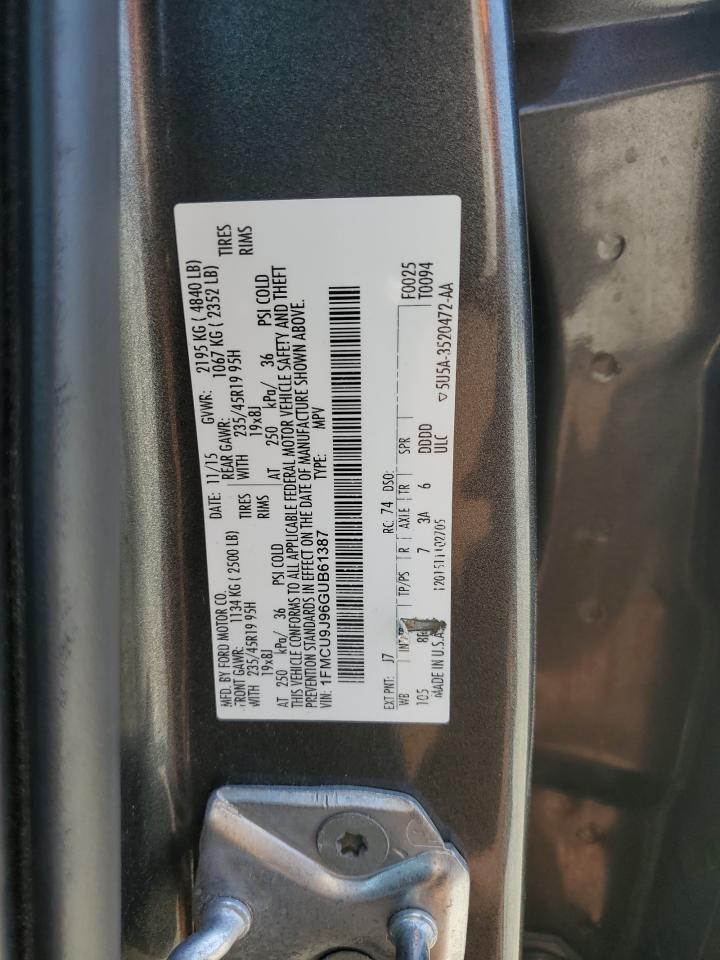 MFD. BY FORD MOTOR CO.
DATE: 11/15 GVWR: 2195 KG ( 4840 LB)
FRONT GAWR: 1134 KG ( 2500 LB) REAR GAWR: 1067 KG ( 2352 LB)
WITH 235/45R19 95H TIRES WITH 235/45R19 95H TIRES
19x8J RIMS 19x8J RIMS
AT 250 kPa/ 36 PSI COLD AT 250 kPa/ 36 PSI COLD
THIS VEHICLE CONFORMS TO ALL APPLICABLE FEDERAL MOTOR VEHICLE SAFETY AND THEFT
PREVENTION STANDARDS IN EFFECT ON THE DATE OF MANUFACTURE SHOWN ABOVE.
VIN: 1FMCU9J96GUB61387 TYPE: MPV
EXT PNT: J7 RC: 74 DSO: F0025
WB INT TP/PS R AXLE TR SPR T0094
105 7 3A 6 DDDD
MADE IN U.S.A. ULC ▽5U5A-3520472-AA